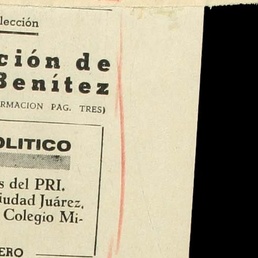 lección
ción de
Benítez
RMACION PAG. TRES)
OLITICO
s del PRI.
iudad Juárez,
Colegio Mi-
ERO